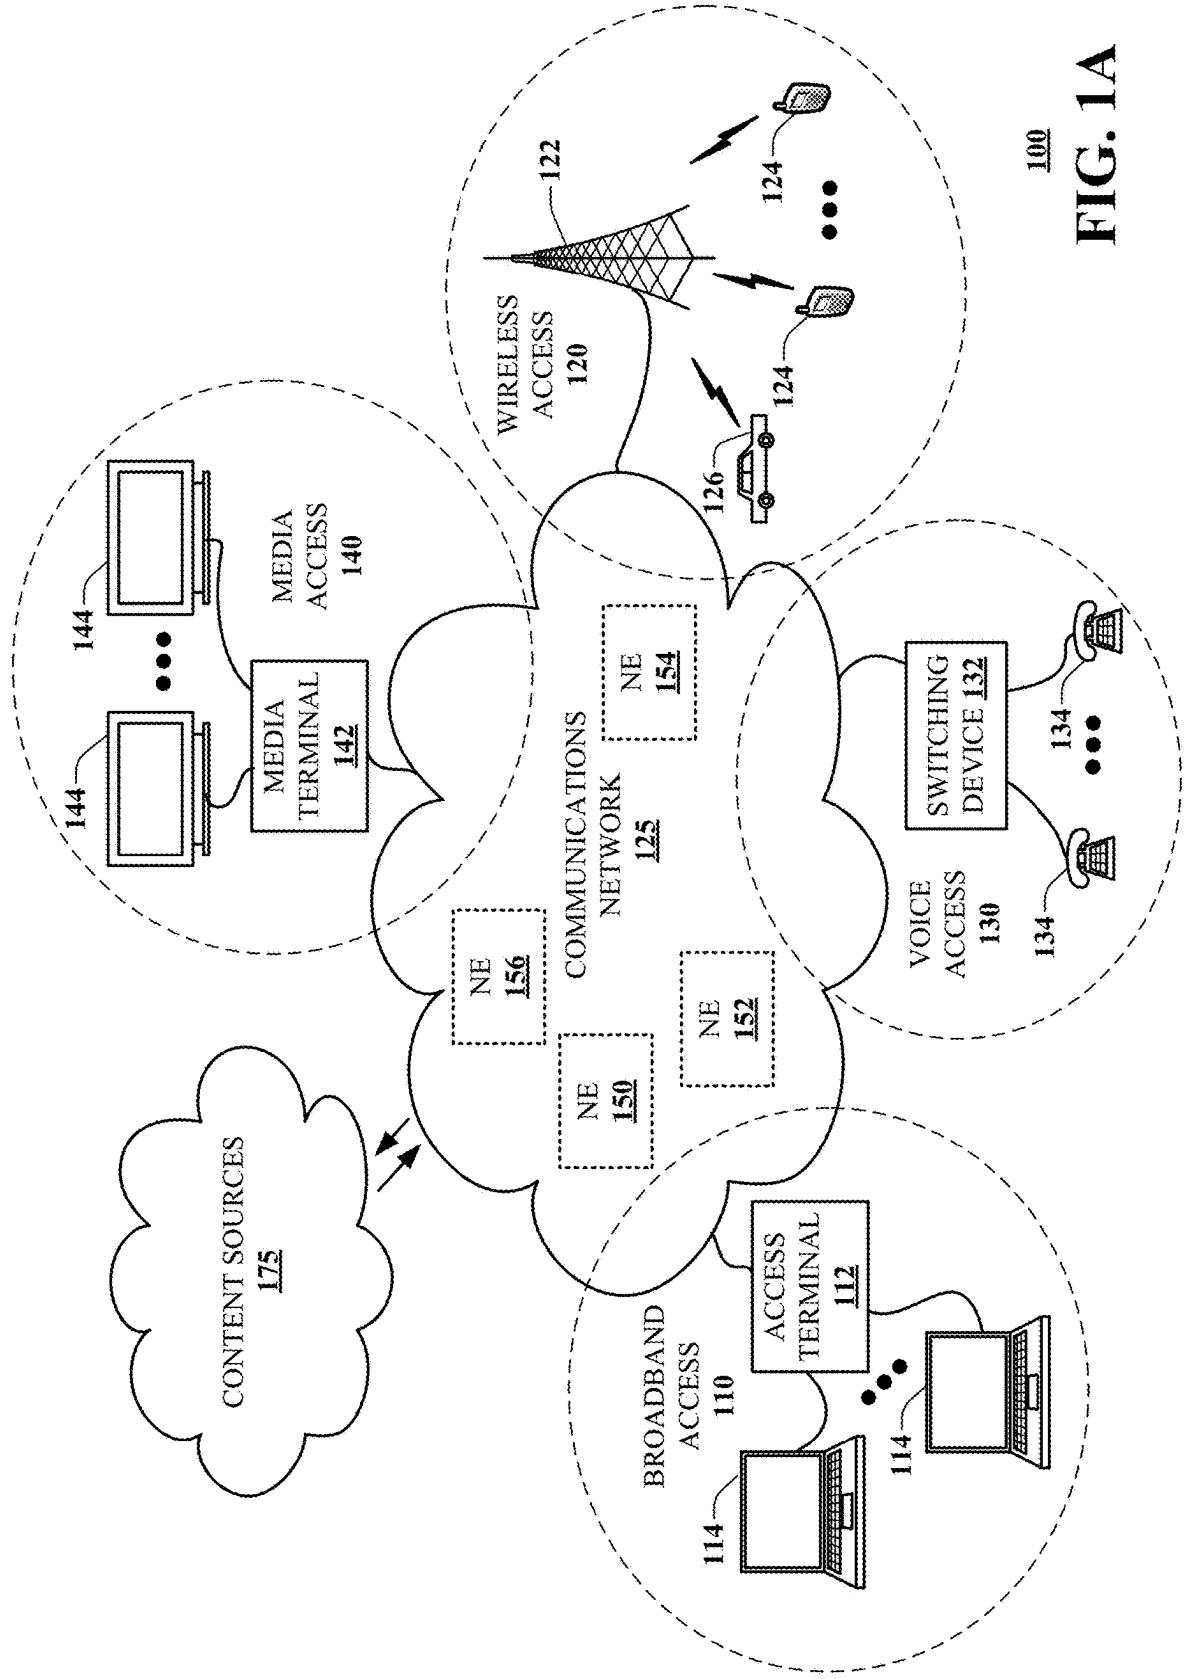 CONTENT SOURCES
175
144
144
MEDIA
TERMINAL
142
MEDIA
ACCESS
140
WIRELESS
ACCESS
120
122
124
124
126
COMMUNICATIONS
NETWORK
125
NE
156
NE
150
NE
152
NE
154
BROADBAND
ACCESS
110
ACCESS
TERMINAL
112
114
114
VOICE
ACCESS
130
SWITCHING
DEVICE 132
134
134
100
FIG. 1A